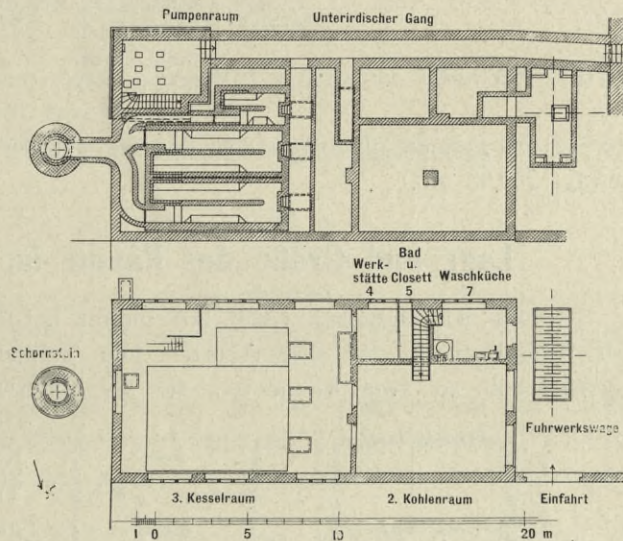 Pumpenraum
Unterirdischer Gang
Bad
Werk- u.
stätte Closett Waschküche
4 5 7
Schornstein
Fuhrwerkswage
3. Kesselraum
2. Kohlenraum
Einfahrt
1 0 5 10 20 m